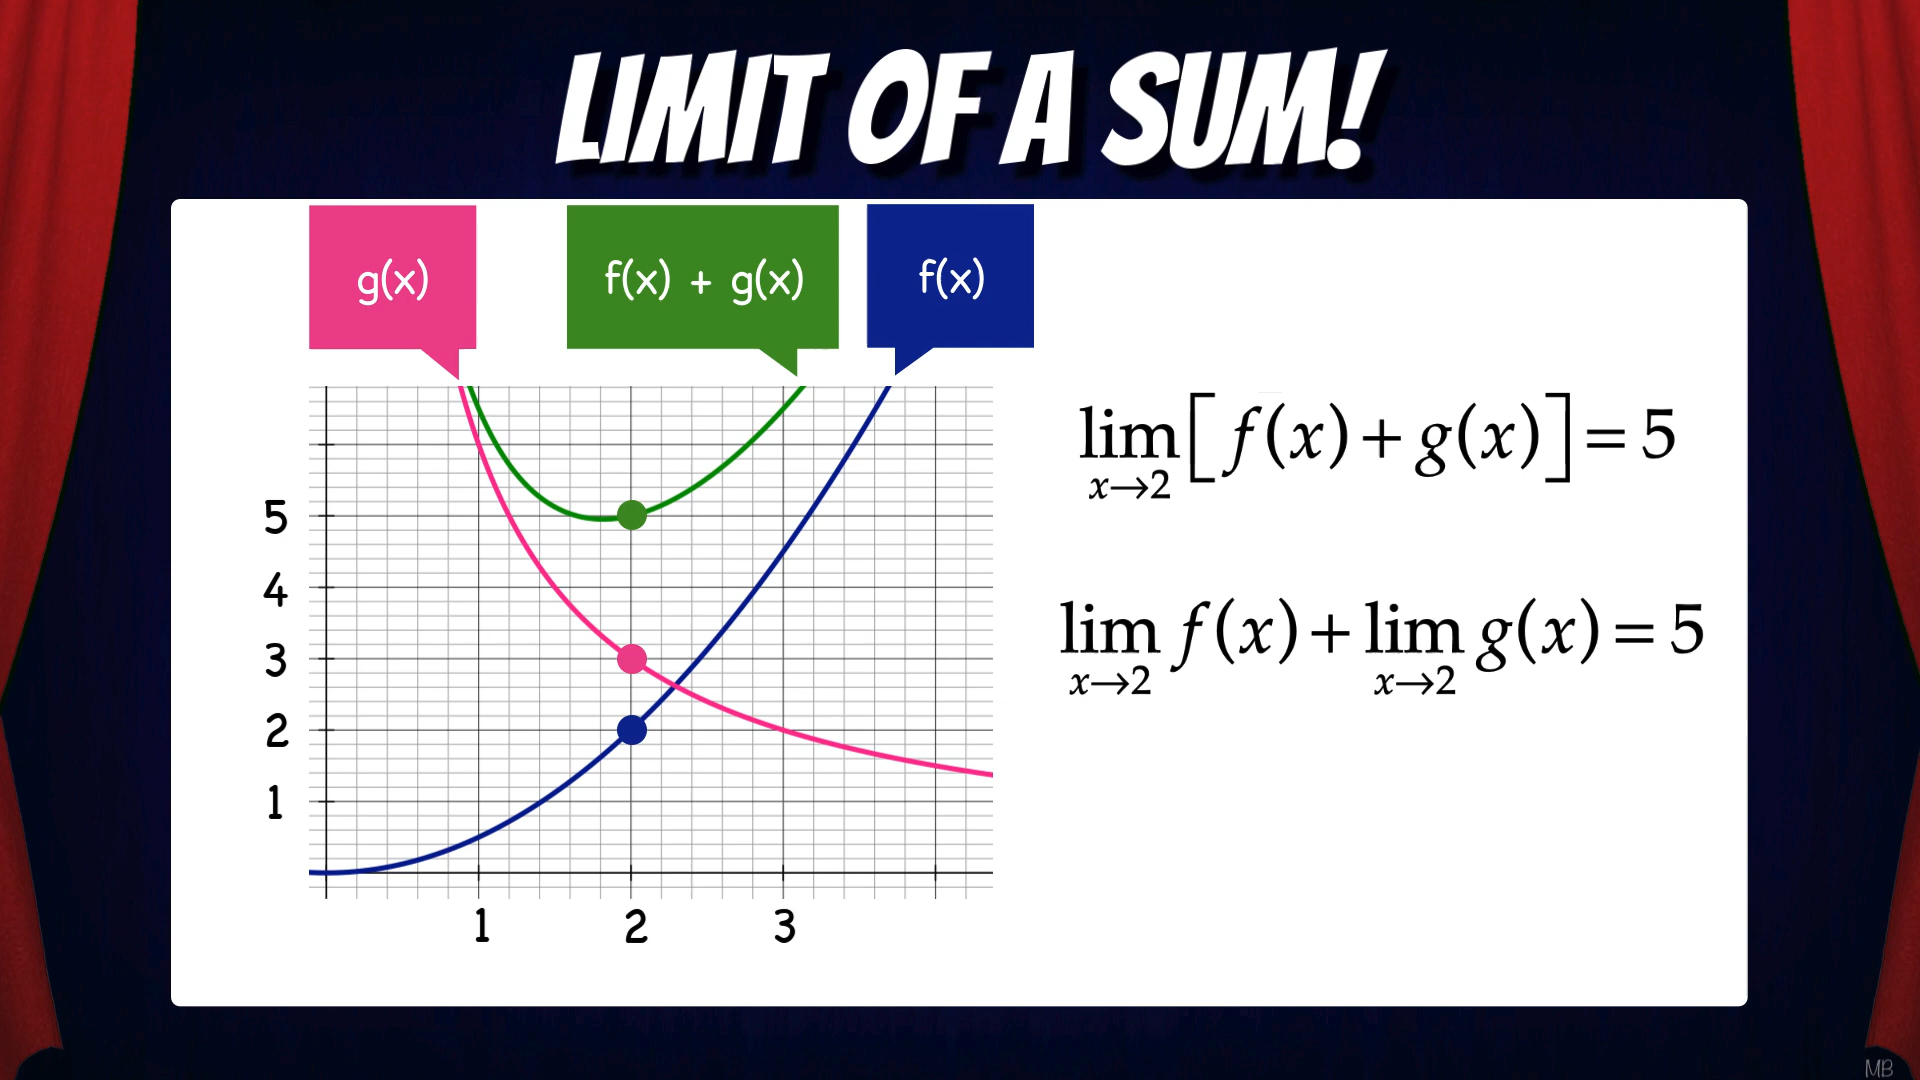 LIMIT OF A SUM!
g(x)
f(x) + g(x)
f(x)
5
4
3
2
1
1 2 3
lim x→2 [f(x) + g(x)] = 5
lim x→2 f(x) + lim x→2 g(x) = 5
MB